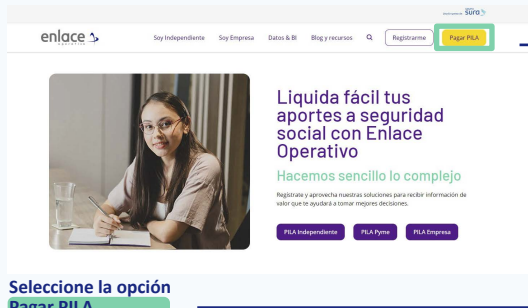 sura
enlace
operativo
Soy Independiente Soy Empresa Datos & BI Blog y recursos Registrarme Pagar PILA
Liquida fácil tus
aportes a seguridad
social con Enlace
Operativo
Hacemos sencillo lo complejo
Regístrate y aprovecha nuestras soluciones para recibir información de
valor que te ayudará a tomar mejores decisiones.
PILA Independiente PILA Pyme PILA Empresa
Seleccione la opción
Pagar PILA